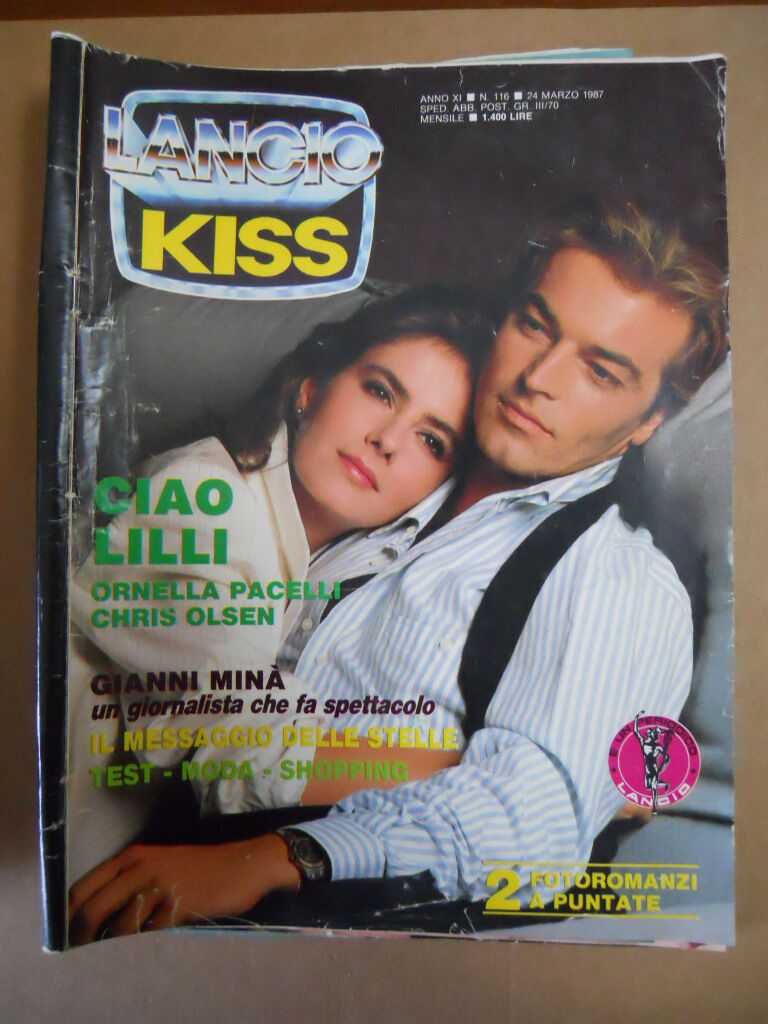 ANNO XI ■ N. 116 ■ 24 MARZO 1987
SPED. ABB. POST. GR. III/70
MENSILE ■ 1.400 LIRE
LANCIO
KISS
CIAO
LILLI
ORNELLA PACELLI
CHRIS OLSEN
GIANNI MINÀ
un giornalista che fa spettacolo
IL MESSAGGIO DELLE STELLE
TEST - MODA - SHOPPING
È UN PERIODICO
LANCIO
2 FOTOROMANZI
A PUNTATE